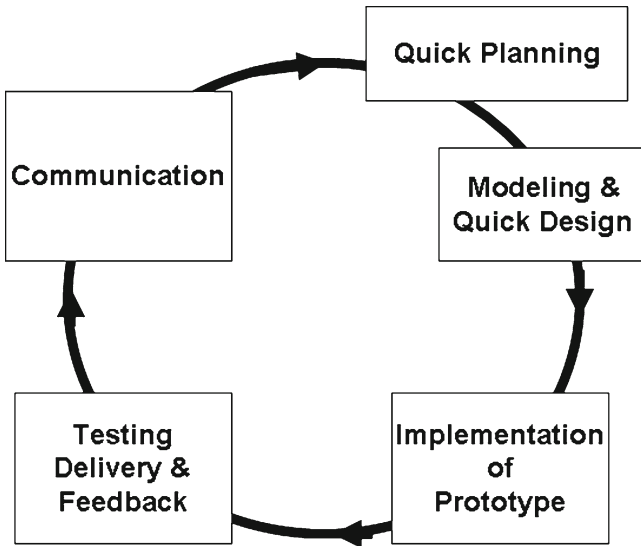 Quick Planning
Communication
Modeling &
Quick Design
Implementation
of
Prototype
Testing
Delivery &
Feedback